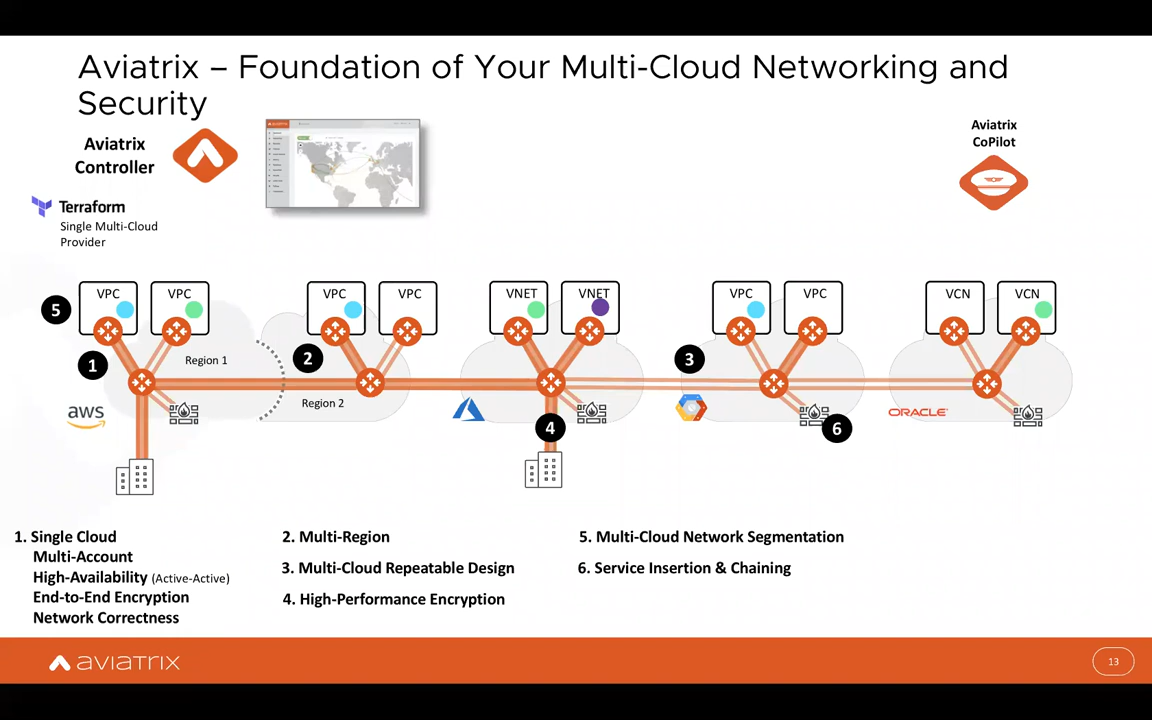 Aviatrix – Foundation of Your Multi-Cloud Networking and
Security
Aviatrix
Controller
Aviatrix
CoPilot
Terraform
Single Multi-Cloud
Provider
5
VPC
VPC
VPC
VPC
VNET
VNET
VPC
VPC
VCN
VCN
1
Region 1
2
3
aws
Region 2
4
6
ORACLE
1. Single Cloud
Multi-Account
High-Availability (Active-Active)
End-to-End Encryption
Network Correctness
2. Multi-Region
3. Multi-Cloud Repeatable Design
4. High-Performance Encryption
5. Multi-Cloud Network Segmentation
6. Service Insertion & Chaining
aviatrix
13